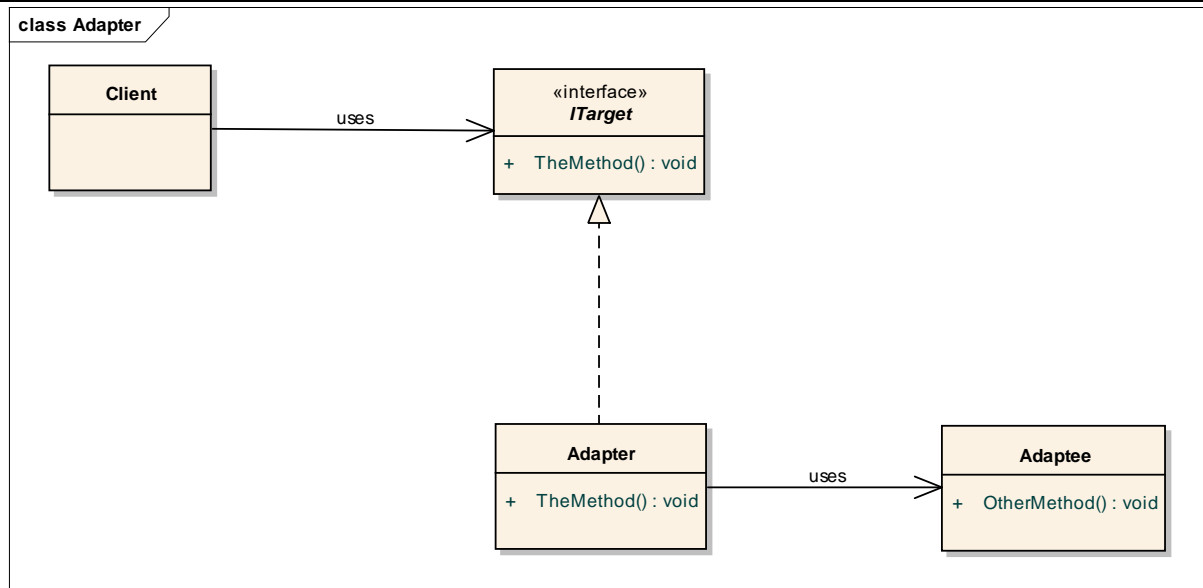 class Adapter
Client
uses
«interface»
ITarget
+ TheMethod() : void
Adapter
+ TheMethod() : void
uses
Adaptee
+ OtherMethod() : void